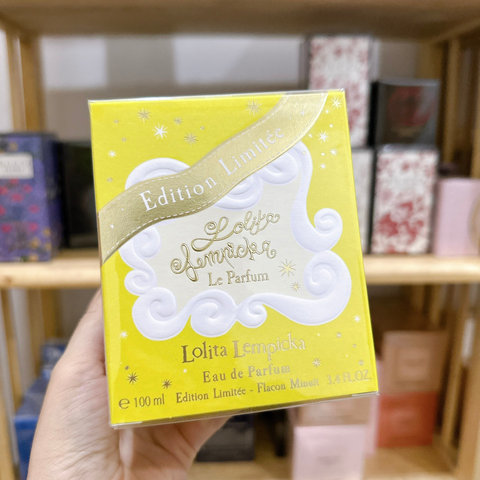 Edition Limitée
Lolita
Lempicka
Le Parfum
Lolita Lempicka
Eau de Parfum
e 100 ml Edition Limitée - Flacon Minuit 3.4 FL.OZ.